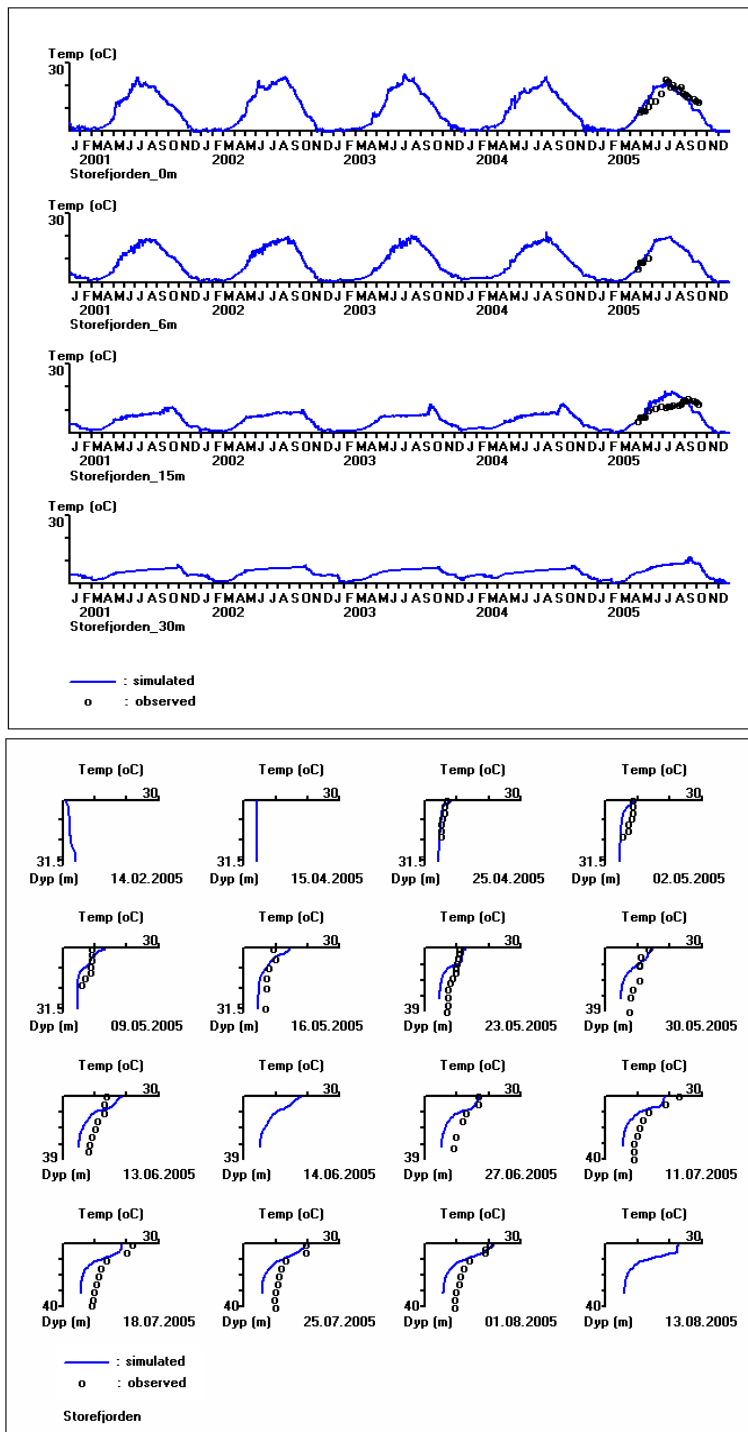 Temp (oC)
30
J F M A M J J A S O N D J F M A M J J A S O N D J F M A M J J A S O N D J F M A M J J A S O N D J F M A M J J A S O N D
2001 2002 2003 2004 2005
Storefjorden_0m
Temp (oC)
30
J F M A M J J A S O N D J F M A M J J A S O N D J F M A M J J A S O N D J F M A M J J A S O N D J F M A M J J A S O N D
2001 2002 2003 2004 2005
Storefjorden_6m
Temp (oC)
30
J F M A M J J A S O N D J F M A M J J A S O N D J F M A M J J A S O N D J F M A M J J A S O N D J F M A M J J A S O N D
2001 2002 2003 2004 2005
Storefjorden_15m
Temp (oC)
30
J F M A M J J A S O N D J F M A M J J A S O N D J F M A M J J A S O N D J F M A M J J A S O N D J F M A M J J A S O N D
2001 2002 2003 2004 2005
Storefjorden_30m
: simulated
o : observed
Temp (oC) Temp (oC) Temp (oC) Temp (oC)
30 30 30 30
31.5 31.5 31.5 31.5
Dyp (m) 14.02.2005 Dyp (m) 15.04.2005 Dyp (m) 25.04.2005 Dyp (m) 02.05.2005
Temp (oC) Temp (oC) Temp (oC) Temp (oC)
30 30 30 30
31.5 31.5 39 39
Dyp (m) 09.05.2005 Dyp (m) 16.05.2005 Dyp (m) 23.05.2005 Dyp (m) 30.05.2005
Temp (oC) Temp (oC) Temp (oC) Temp (oC)
30 30 30 30
39 39 39 40
Dyp (m) 13.06.2005 Dyp (m) 14.06.2005 Dyp (m) 27.06.2005 Dyp (m) 11.07.2005
Temp (oC) Temp (oC) Temp (oC) Temp (oC)
30 30 30 30
40 40 40 40
Dyp (m) 18.07.2005 Dyp (m) 25.07.2005 Dyp (m) 01.08.2005 Dyp (m) 13.08.2005
: simulated
o : observed
Storefjorden